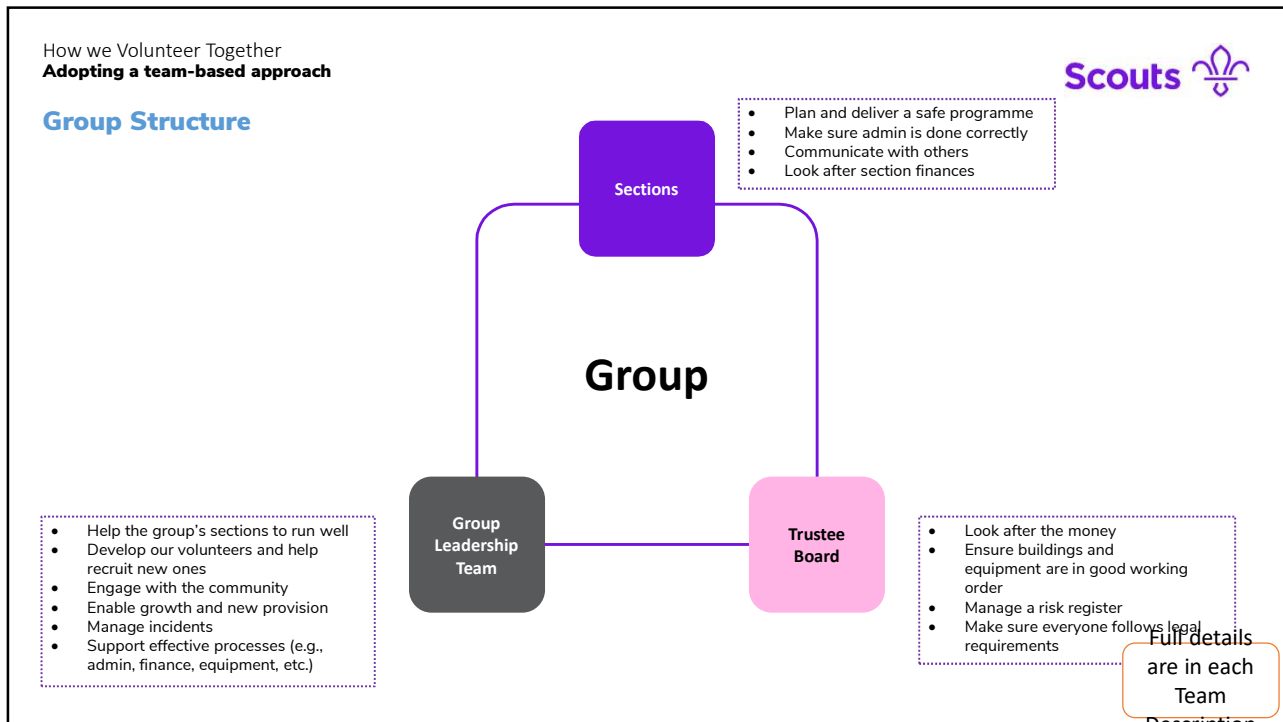 How we Volunteer Together
Adopting a team-based approach
Scouts
Group Structure
• Plan and deliver a safe programme
• Make sure admin is done correctly
• Communicate with others
• Look after section finances
Sections
Group
Group
Leadership
Team
Trustee
Board
• Help the group's sections to run well
• Develop our volunteers and help
recruit new ones
• Engage with the community
• Enable growth and new provision
• Manage incidents
• Support effective processes (e.g.,
admin, finance, equipment, etc.)
• Look after the money
• Ensure buildings and
equipment are in good working
order
• Manage a risk register
• Make sure everyone follows legal
requirements
Full details
are in each
Team
Description